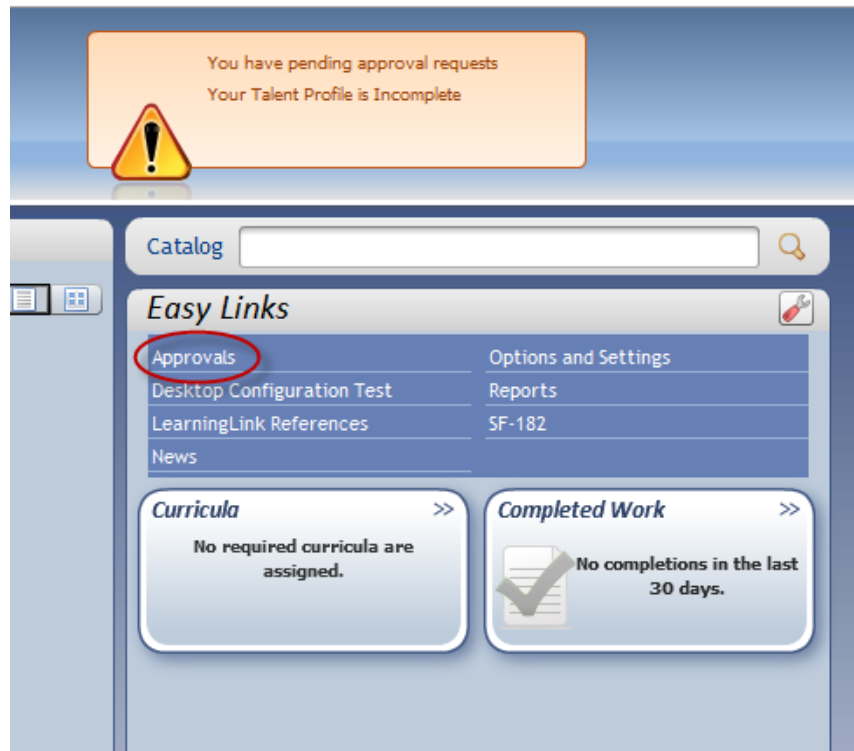 You have pending approval requests
Your Talent Profile is Incomplete
Catalog
Easy Links
Approvals
Options and Settings
Desktop Configuration Test
Reports
LearningLink References
SF-182
News
Curricula >>
No required curricula are
assigned.
Completed Work >>
No completions in the last
30 days.